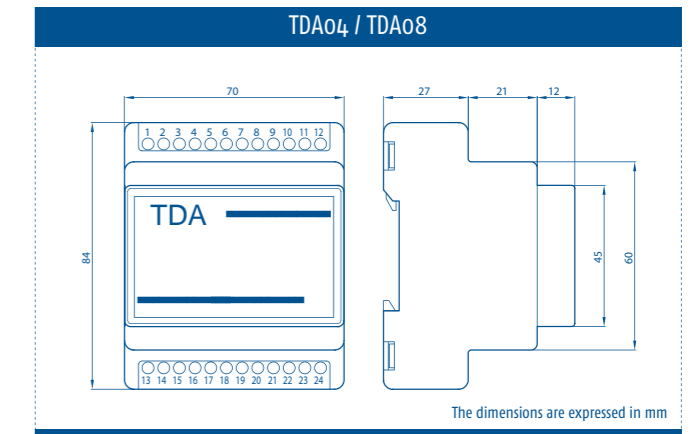 TDA04 / TDA08
70
27 21 12
1 2 3 4 5 6 7 8 9 10 11 12
TDA
84
45
60
13 14 15 16 17 18 19 20 21 22 23 24
The dimensions are expressed in mm